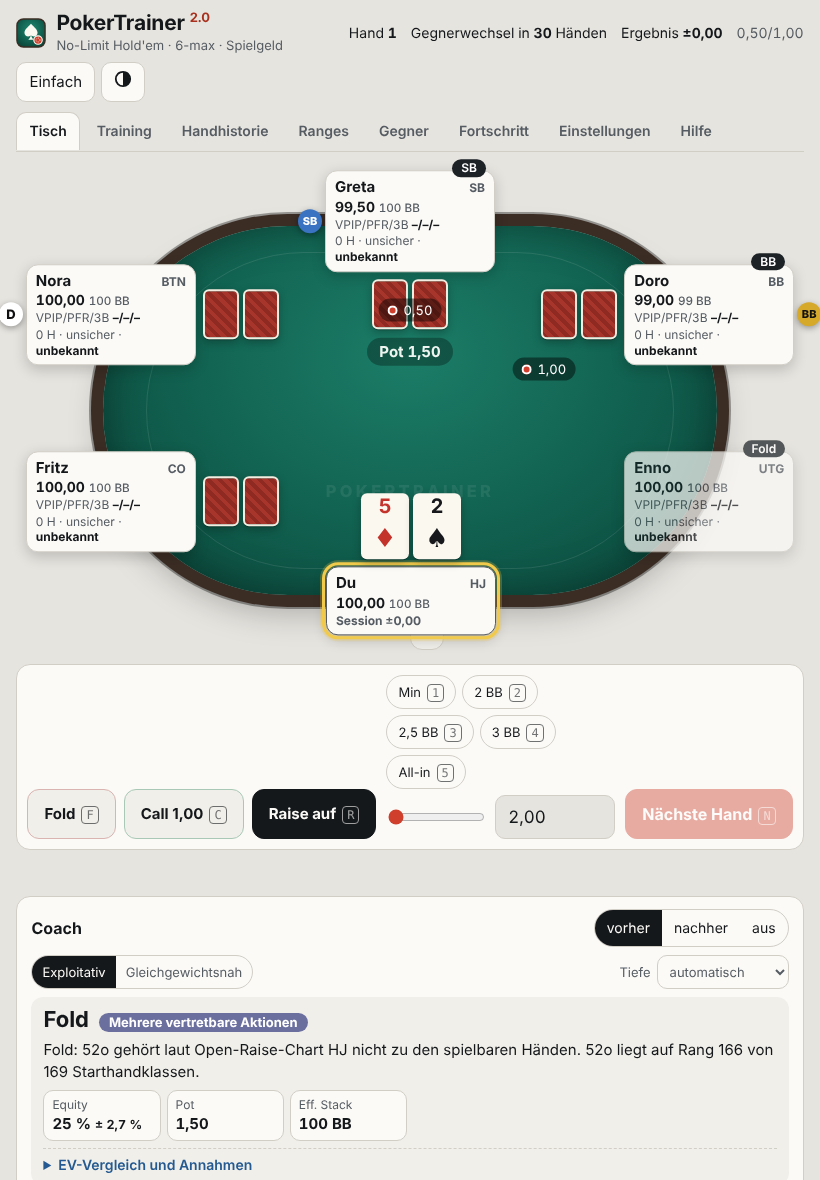 PokerTrainer 2.0
No-Limit Hold'em · 6-max · Spielgeld
Hand 1 Gegnerwechsel in 30 Händen Ergebnis ±0,00 0,50/1,00
Einfach
Tisch Training Handhistorie Ranges Gegner Fortschritt Einstellungen Hilfe
SB
Greta SB
99,50 100 BB
VPIP/PFR/3B –/–/–
0 H · unsicher ·
unbekannt
SB
Nora BTN
100,00 100 BB
VPIP/PFR/3B –/–/–
0 H · unsicher ·
unbekannt
D
0,50
Pot 1,50
BB
Doro BB
99,00 99 BB
VPIP/PFR/3B –/–/–
0 H · unsicher ·
unbekannt
BB
1,00
Fritz CO
100,00 100 BB
VPIP/PFR/3B –/–/–
0 H · unsicher ·
unbekannt
POKERTRAINER
5 2
Fold
Enno UTG
100,00 100 BB
VPIP/PFR/3B –/–/–
0 H · unsicher ·
unbekannt
Du HJ
100,00 100 BB
Session ±0,00
Min 1 2 BB 2
2,5 BB 3 3 BB 4
All-in 5
Fold F Call 1,00 C Raise auf R 2,00 Nächste Hand N
Coach vorher nachher aus
Exploitativ Gleichgewichtsnah Tiefe automatisch
Fold Mehrere vertretbare Aktionen
Fold: 52o gehört laut Open-Raise-Chart HJ nicht zu den spielbaren Händen. 52o liegt auf Rang 166 von
169 Starthandklassen.
Equity Pot Eff. Stack
25 % ± 2,7 % 1,50 100 BB
EV-Vergleich und Annahmen